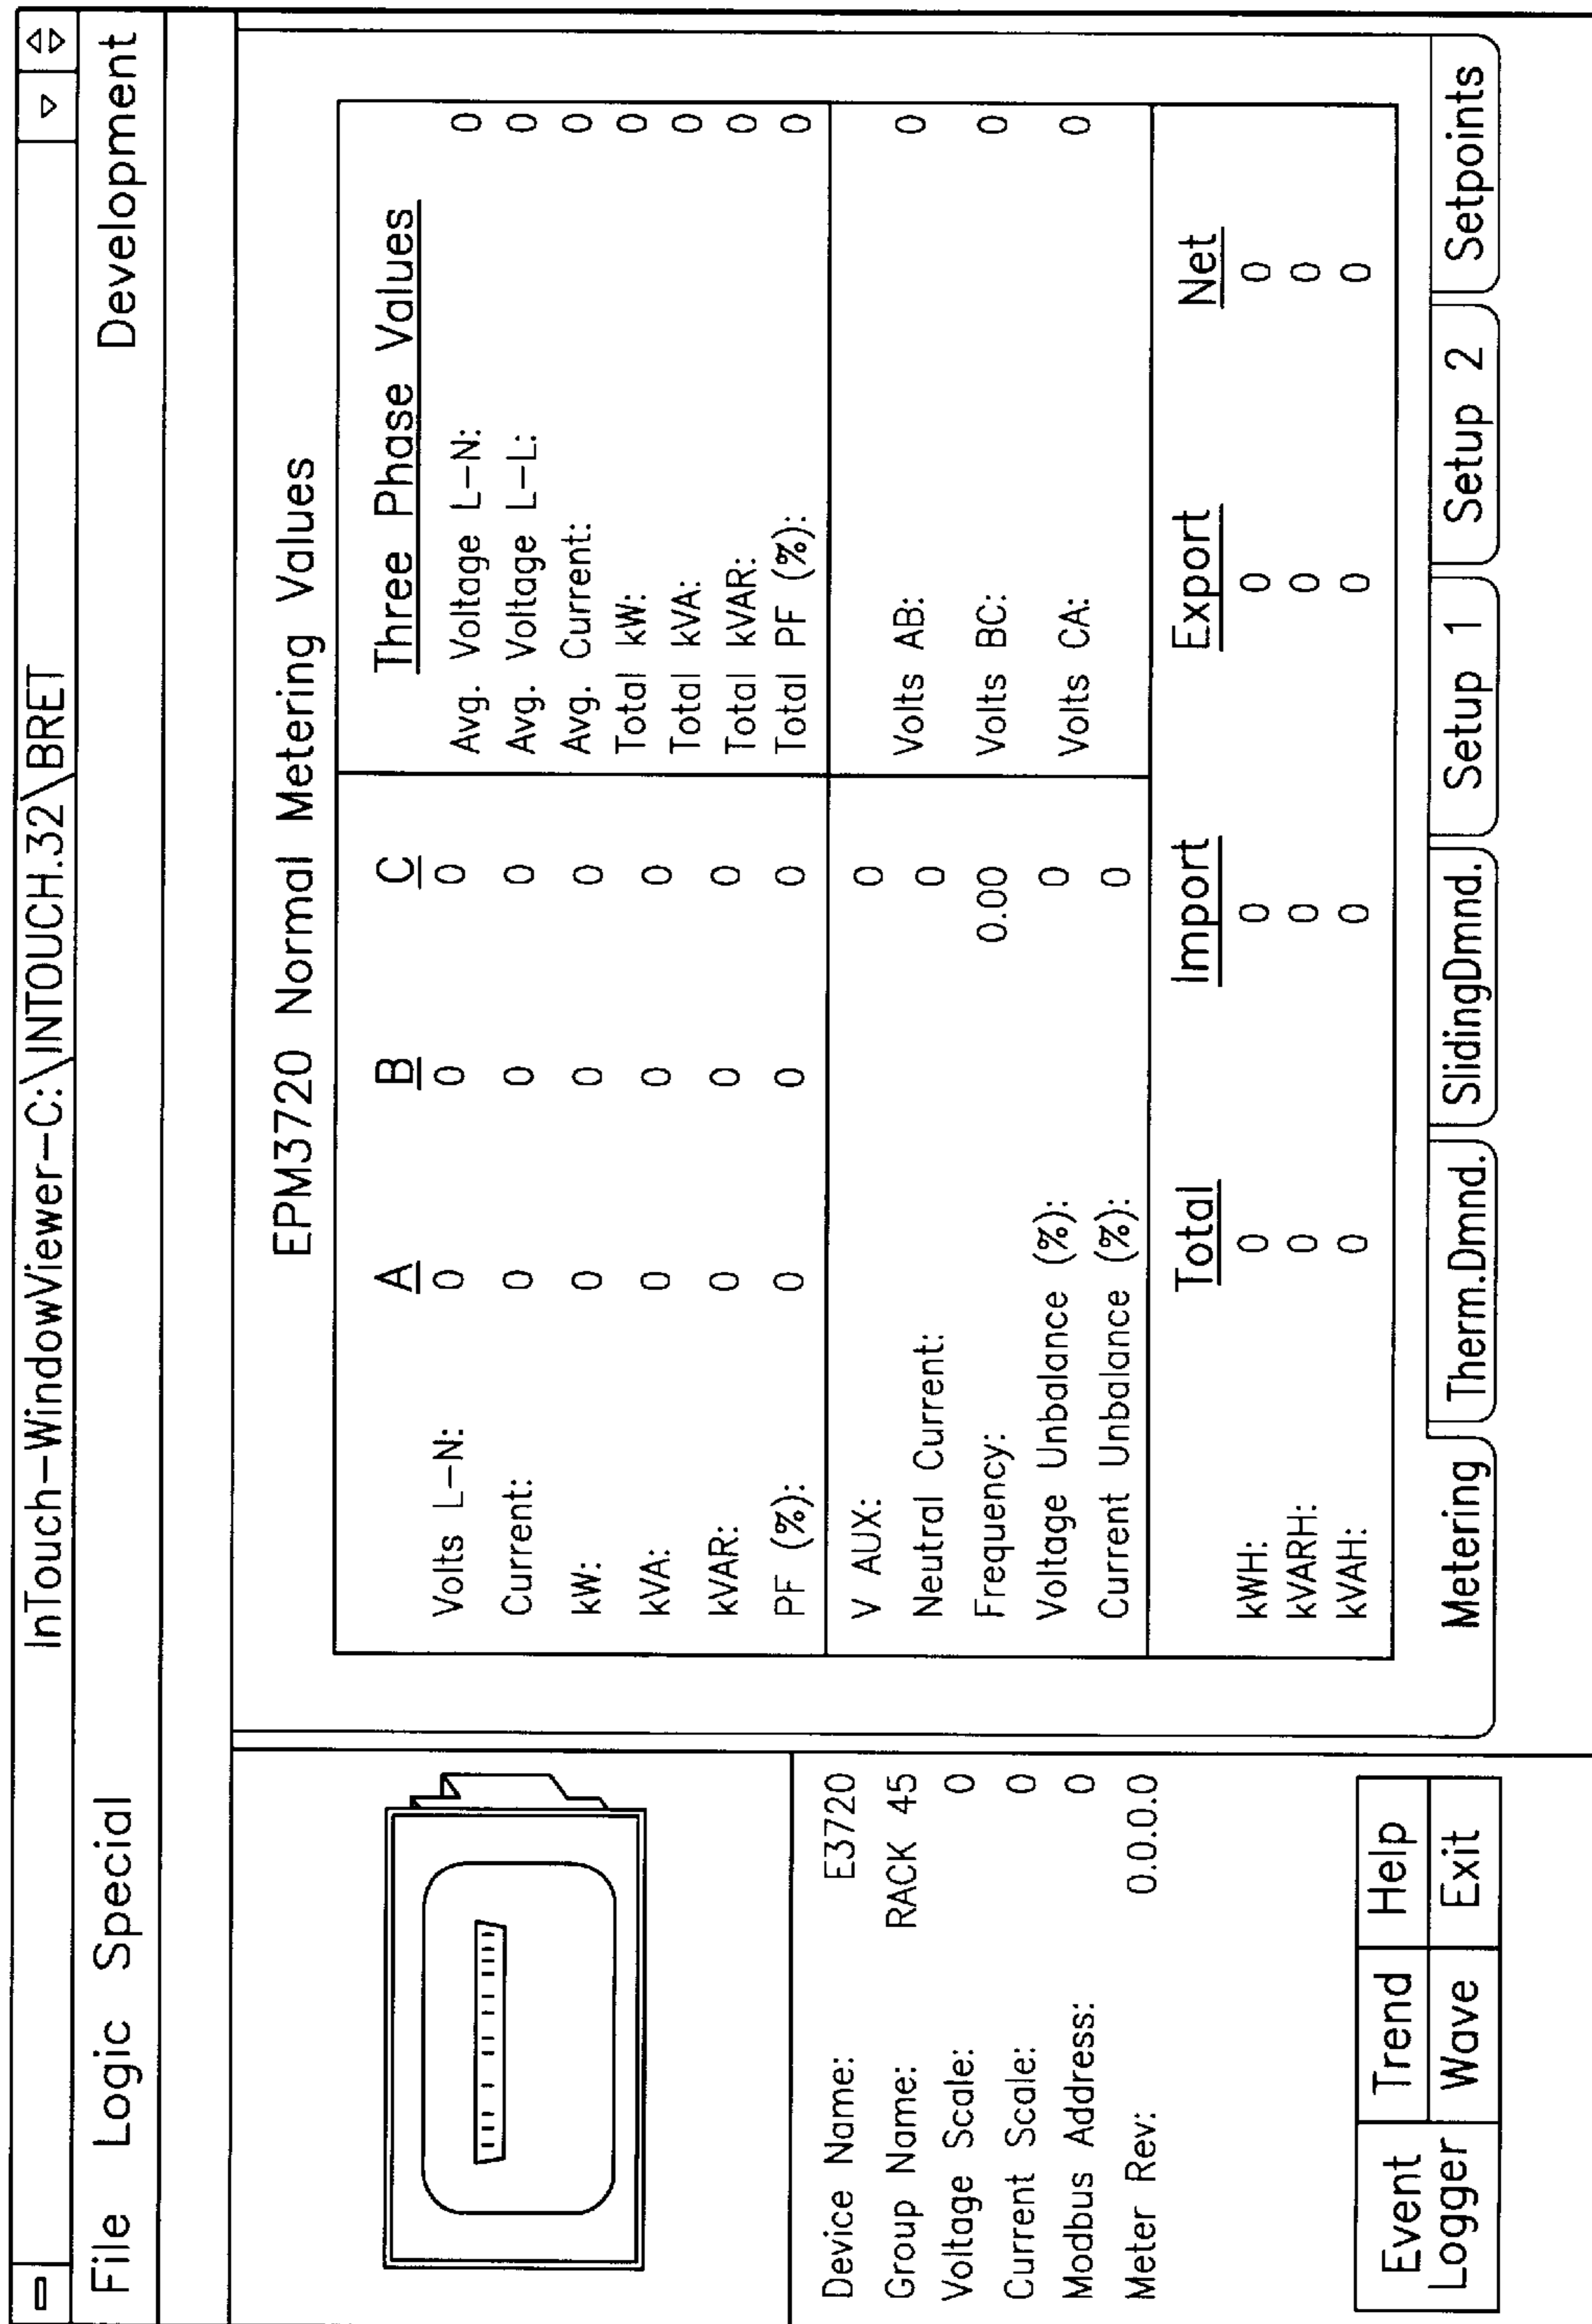 InTouch–WindowViewer–C:\INTOUCH.32\BRET
File Logic Special Development
EPM3720 Normal Metering Values
A B C
Volts L–N: 0 0 0
Current: 0 0 0
kW: 0 0 0
kVA: 0 0 0
kVAR: 0 0 0
PF (%): 0 0 0
Three Phase Values
Avg. Voltage L–N: 0
Avg. Voltage L–L: 0
Avg. Current: 0
Total kW: 0
Total kVA: 0
Total kVAR: 0
Total PF (%): 0
V AUX: 0
Neutral Current: 0
Frequency: 0.00
Voltage Unbalance (%): 0
Current Unbalance (%): 0
Volts AB: 0
Volts BC: 0
Volts CA: 0
Total Import Export Net
kWH: 0 0 0 0
kVARH: 0 0 0 0
kVAH: 0 0 0 0
Metering Therm.Dmnd. SlidingDmnd. Setup 1 Setup 2 Setpoints
Device Name: E3720
Group Name: RACK 45
Voltage Scale: 0
Current Scale: 0
Modbus Address: 0
Meter Rev: 0.0.0.0
Event Logger
Trend Help
Wave Exit